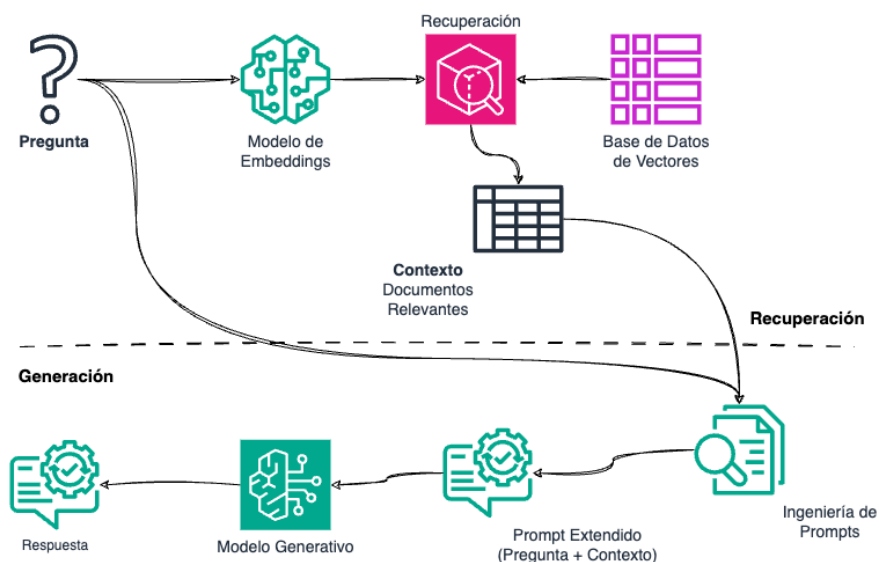 Recuperación
Pregunta
Modelo de
Embeddings
Base de Datos
de Vectores
Contexto
Documentos
Relevantes
Recuperación
Generación
Respuesta
Modelo Generativo
Prompt Extendido
(Pregunta + Contexto)
Ingeniería de
Prompts